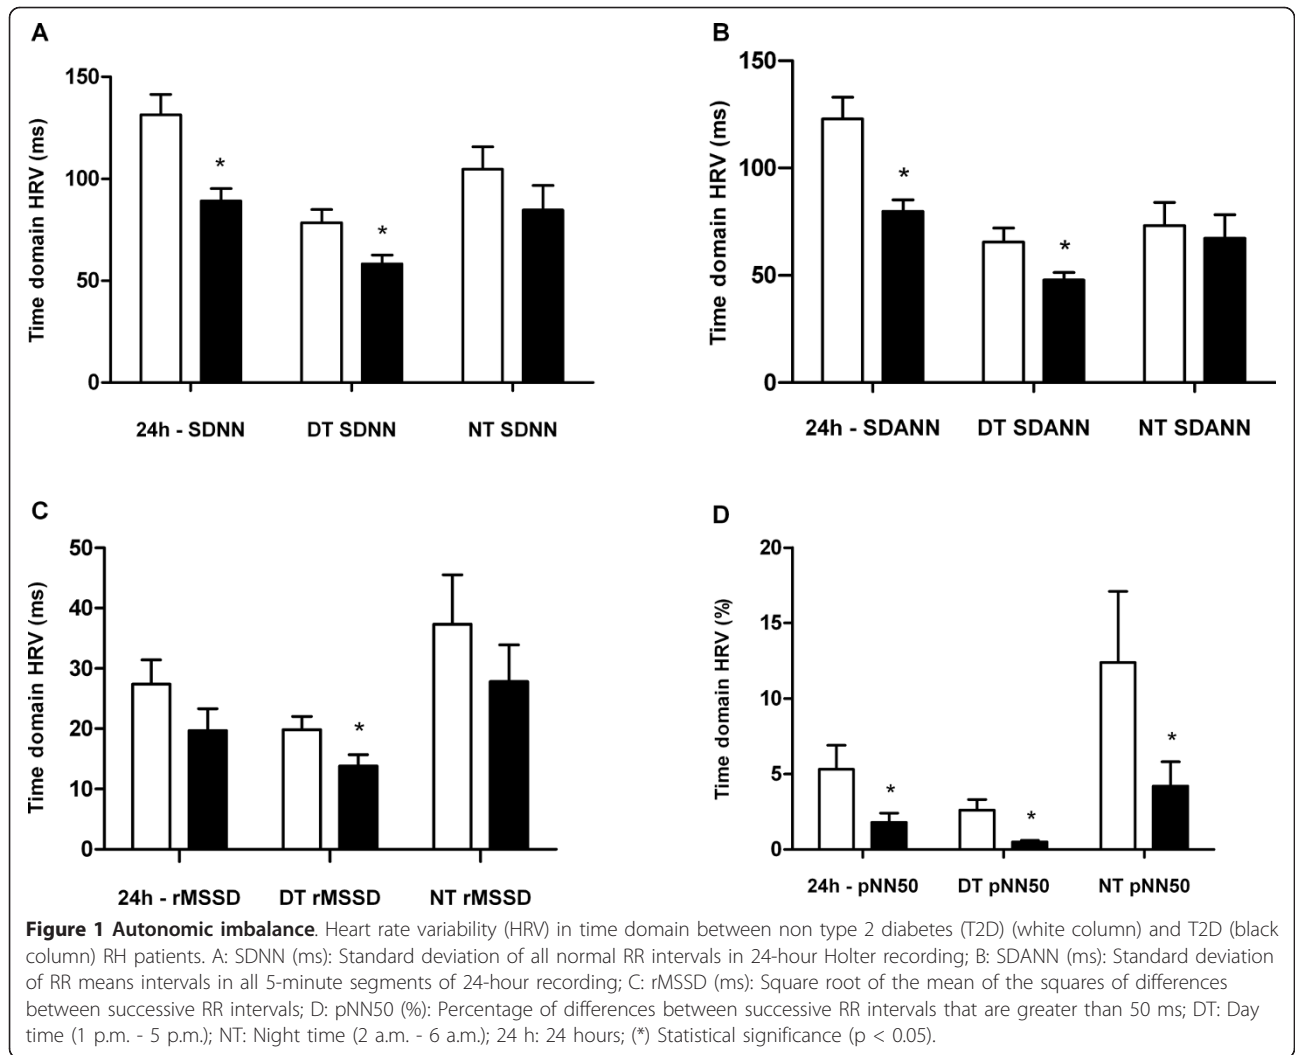 A
Time domain HRV (ms)
150
100
50
0
*
*
24h - SDNN DT SDNN NT SDNN
B
Time domain HRV (ms)
150
100
50
0
*
*
24h - SDANN DT SDANN NT SDANN
C
Time domain HRV (ms)
50
40
30
20
10
0
*
24h - rMSSD DT rMSSD NT rMSSD
D
Time domain HRV (%)
20
15
10
5
0
*
*
*
24h - pNN50 DT pNN50 NT pNN50
Figure 1 Autonomic imbalance. Heart rate variability (HRV) in time domain between non type 2 diabetes (T2D) (white column) and T2D (black
column) RH patients. A: SDNN (ms): Standard deviation of all normal RR intervals in 24-hour Holter recording; B: SDANN (ms): Standard deviation
of RR means intervals in all 5-minute segments of 24-hour recording; C: rMSSD (ms): Square root of the mean of the squares of differences
between successive RR intervals; D: pNN50 (%): Percentage of differences between successive RR intervals that are greater than 50 ms; DT: Day
time (1 p.m. - 5 p.m.); NT: Night time (2 a.m. - 6 a.m.); 24 h: 24 hours; (*) Statistical significance (p < 0.05).